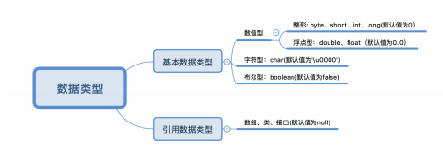 数据类型
基本数据类型
数值型
整形: byte、short、int、long(默认值为0)
浮点型: double、float (默认值为0.0)
字符型: char(默认值为'\u0000')
布尔型: boolean(默认值为false)
引用数据类型
数组、类、接口(默认值为null)